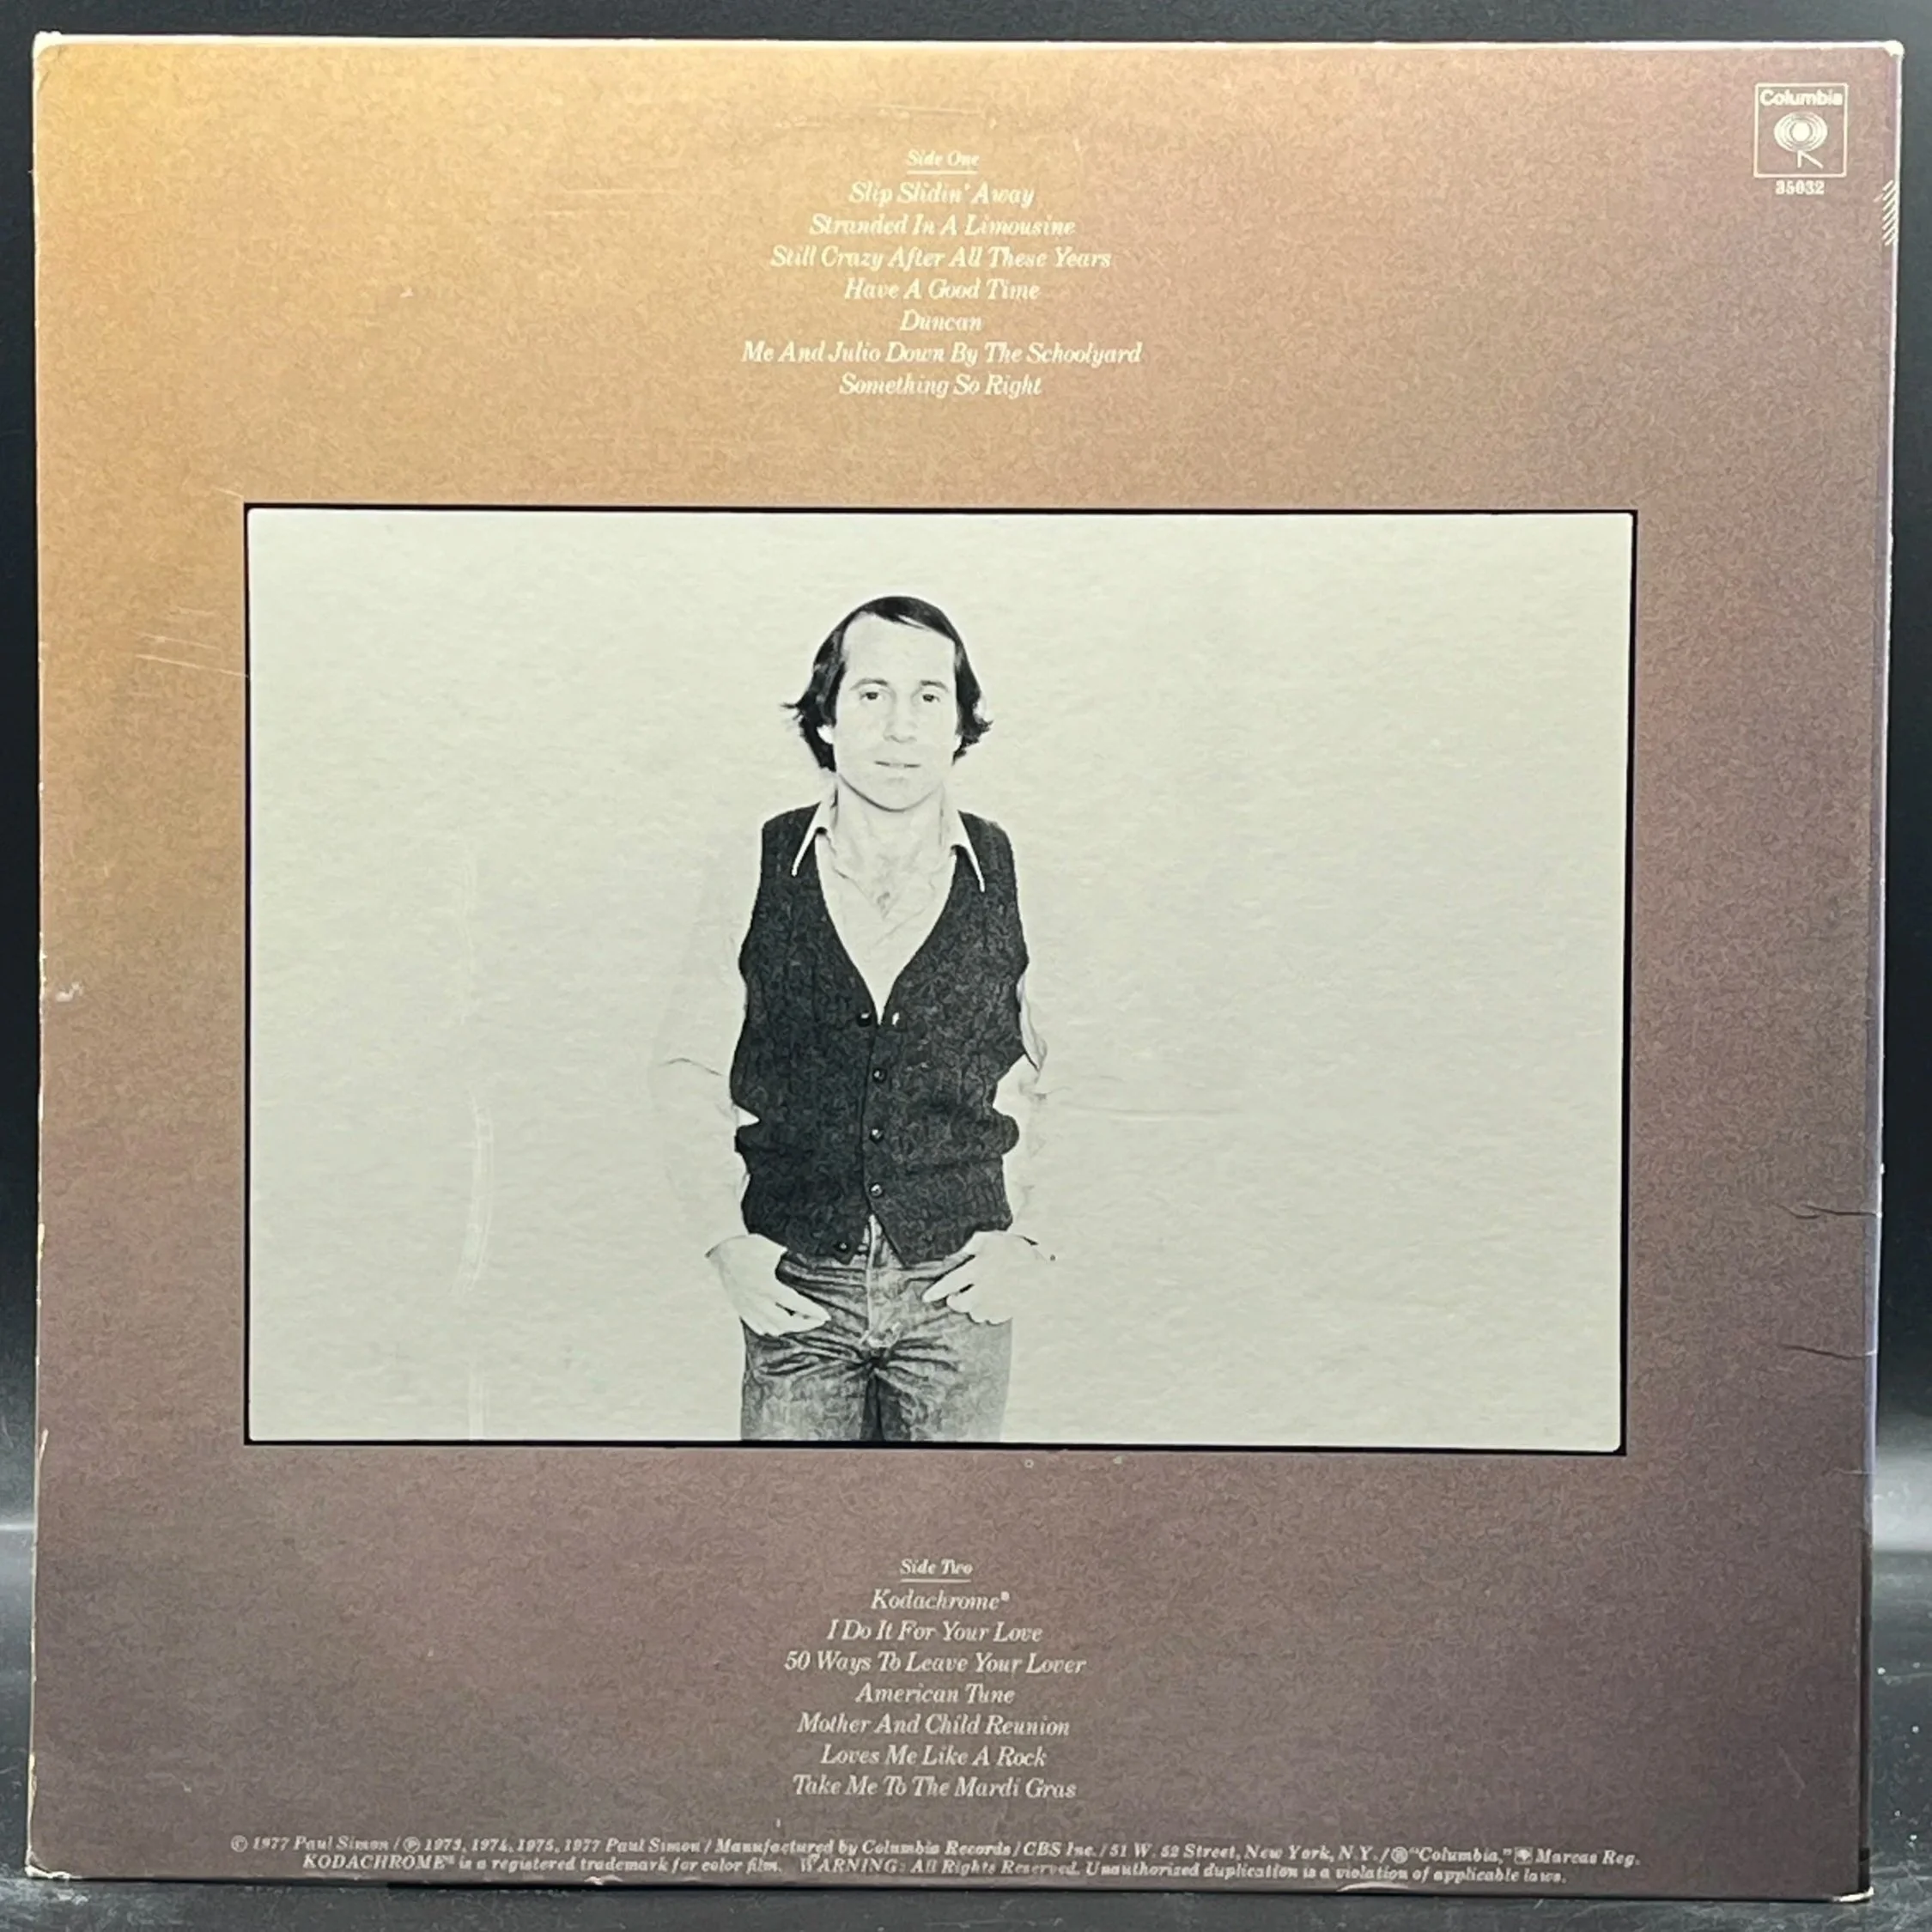 Columbia
35032
Side One
Slip Slidin' Away
Stranded In A Limousine
Still Crazy After All These Years
Have A Good Time
Duncan
Me And Julio Down By The Schoolyard
Something So Right
Side Two
Kodachrome®
I Do It For Your Love
50 Ways To Leave Your Lover
American Tune
Mother And Child Reunion
Loves Me Like A Rock
Take Me To The Mardi Gras
© 1977 Paul Simon / ℗ 1973, 1974, 1975, 1977 Paul Simon / Manufactured by Columbia Records / CBS Inc. / 51 W. 52 Street, New York, N.Y. / ® "Columbia," Marcas Reg.
KODACHROME® is a registered trademark for color film. WARNING: All Rights Reserved. Unauthorized duplication is a violation of applicable laws.